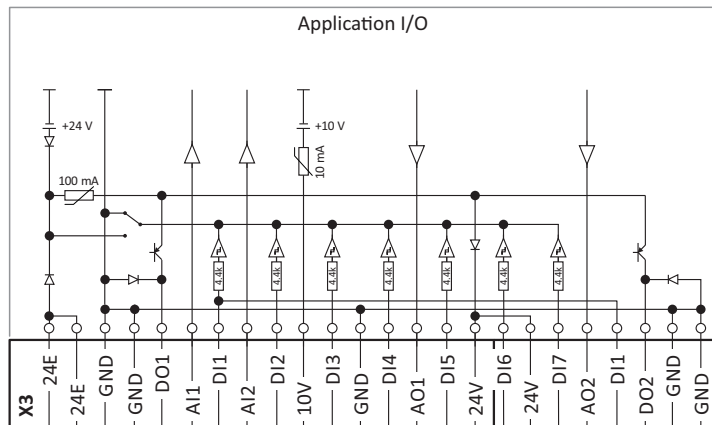 Application I/O
+24 V
+10 V
10 mA
100 mA
4.4k
4.4k
4.4k
4.4k
4.4k
4.4k
4.4k
X3
24E
24E
GND
GND
DO1
AI1
AI2
DI1
DI2
10V
DI3
GND
DI4
AO1
DI5
24V
DI6
24V
DI7
AO2
DI1
DO2
GND
GND